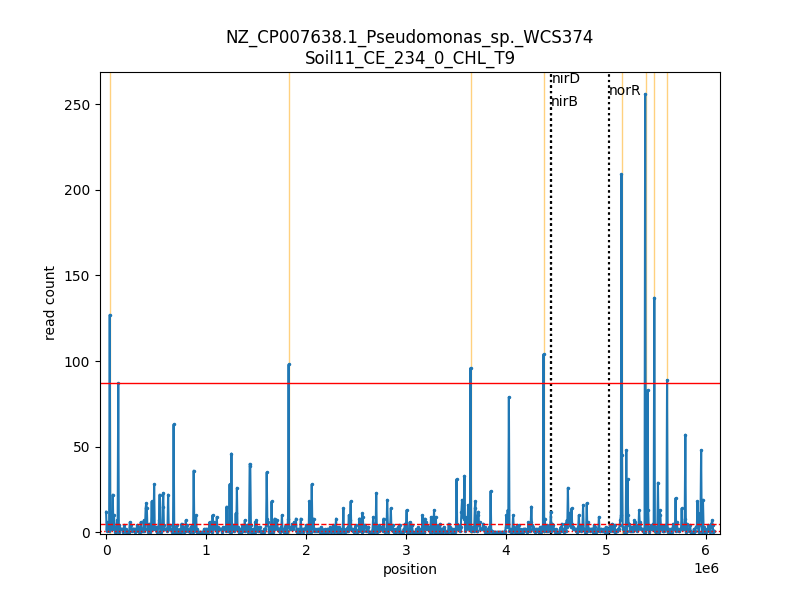 NZ_CP007638.1_Pseudomonas_sp._WCS374
Soil11_CE_234_0_CHL_T9
nirD
norR
nirB
read count
250
200
150
100
50
0
0 1 2 3 4 5 6
1e6
position